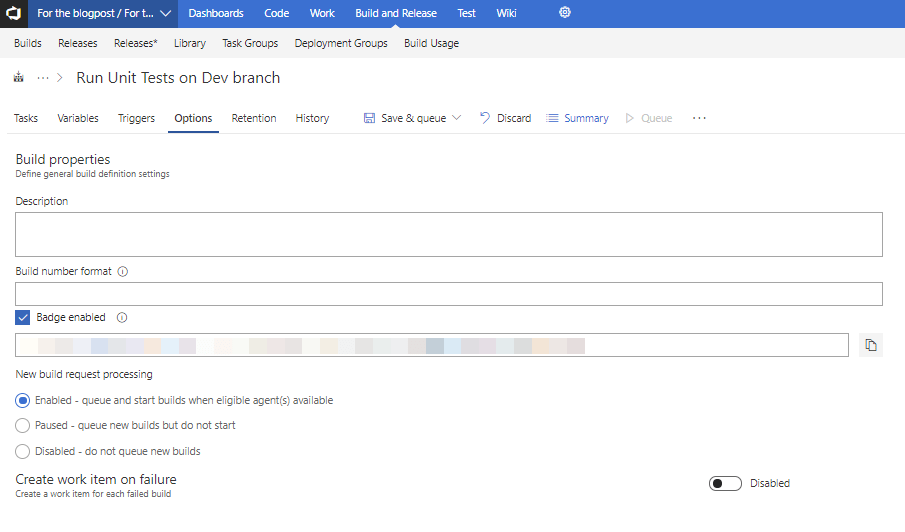 For the blogpost / For t... Dashboards Code Work Build and Release Test Wiki
Builds Releases Releases* Library Task Groups Deployment Groups Build Usage
... > Run Unit Tests on Dev branch
Tasks Variables Triggers Options Retention History Save & queue Discard Summary Queue ...
Build properties
Define general build definition settings
Description
Build number format
Badge enabled
New build request processing
Enabled - queue and start builds when eligible agent(s) available
Paused - queue new builds but do not start
Disabled - do not queue new builds
Create work item on failure
Create a work item for each failed build
Disabled